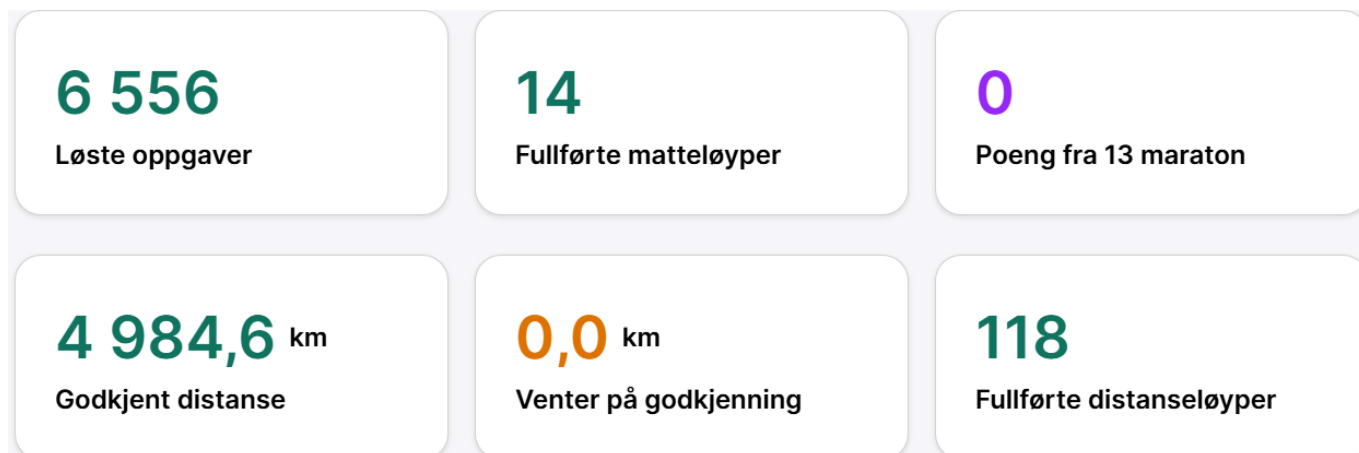 6 556
Løste oppgaver
14
Fullførte matteløyper
0
Poeng fra 13 maraton
4 984,6 km
Godkjent distanse
0,0 km
Venter på godkjenning
118
Fullførte distanseløyper